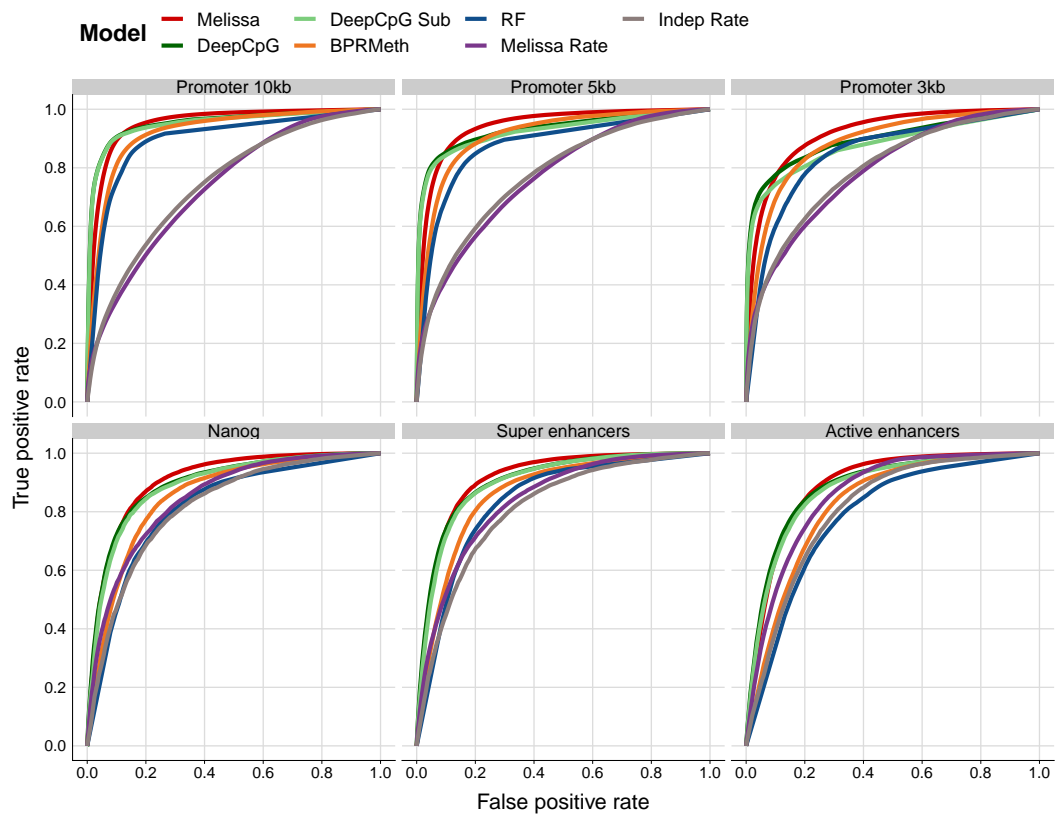 Model
Melissa
DeepCpG Sub
RF
Indep Rate
DeepCpG
BPRMeth
Melissa Rate
Promoter 10kb
Promoter 5kb
Promoter 3kb
1.0
0.8
0.6
0.4
0.2
0.0
True positive rate
Nanog
Super enhancers
Active enhancers
1.0
0.8
0.6
0.4
0.2
0.0
0.0 0.2 0.4 0.6 0.8 1.0
0.0 0.2 0.4 0.6 0.8 1.0
0.0 0.2 0.4 0.6 0.8 1.0
False positive rate